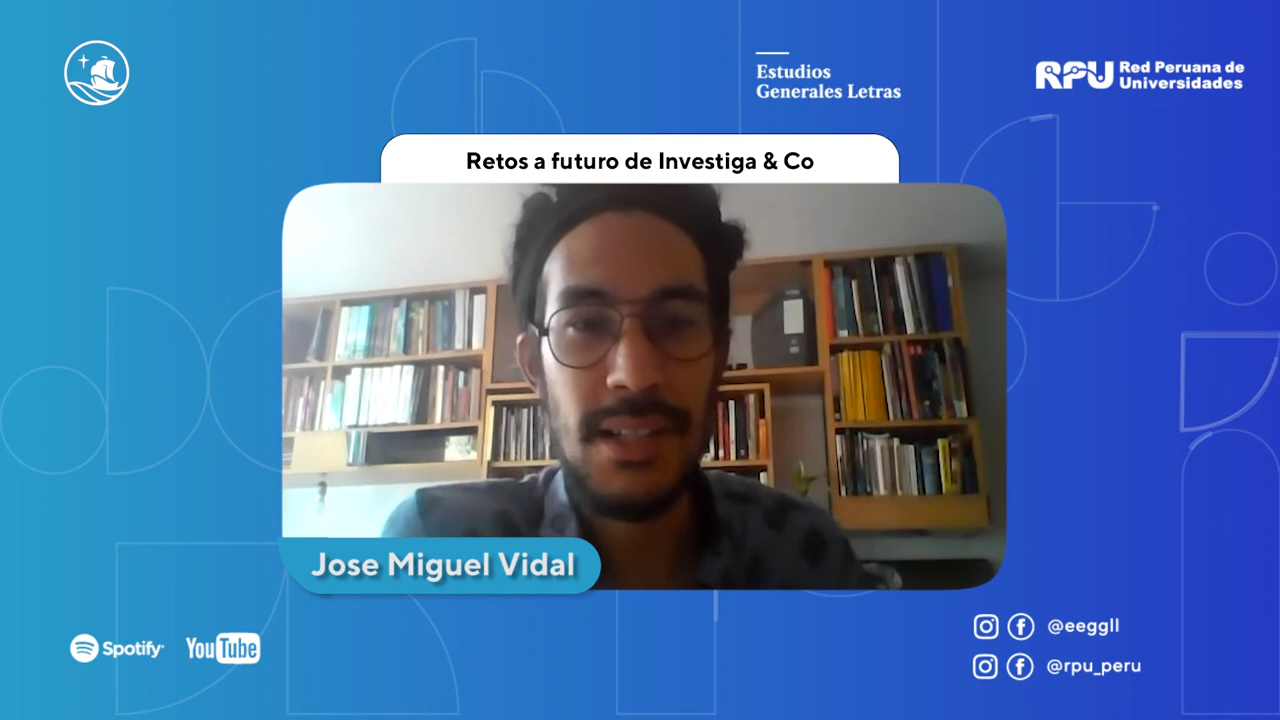 Estudios
Generales Letras
RPU Red Peruana de
Universidades
Retos a futuro de Investiga & Co
Jose Miguel Vidal
Spotify
YouTube
@eeggll
@rpu_peru